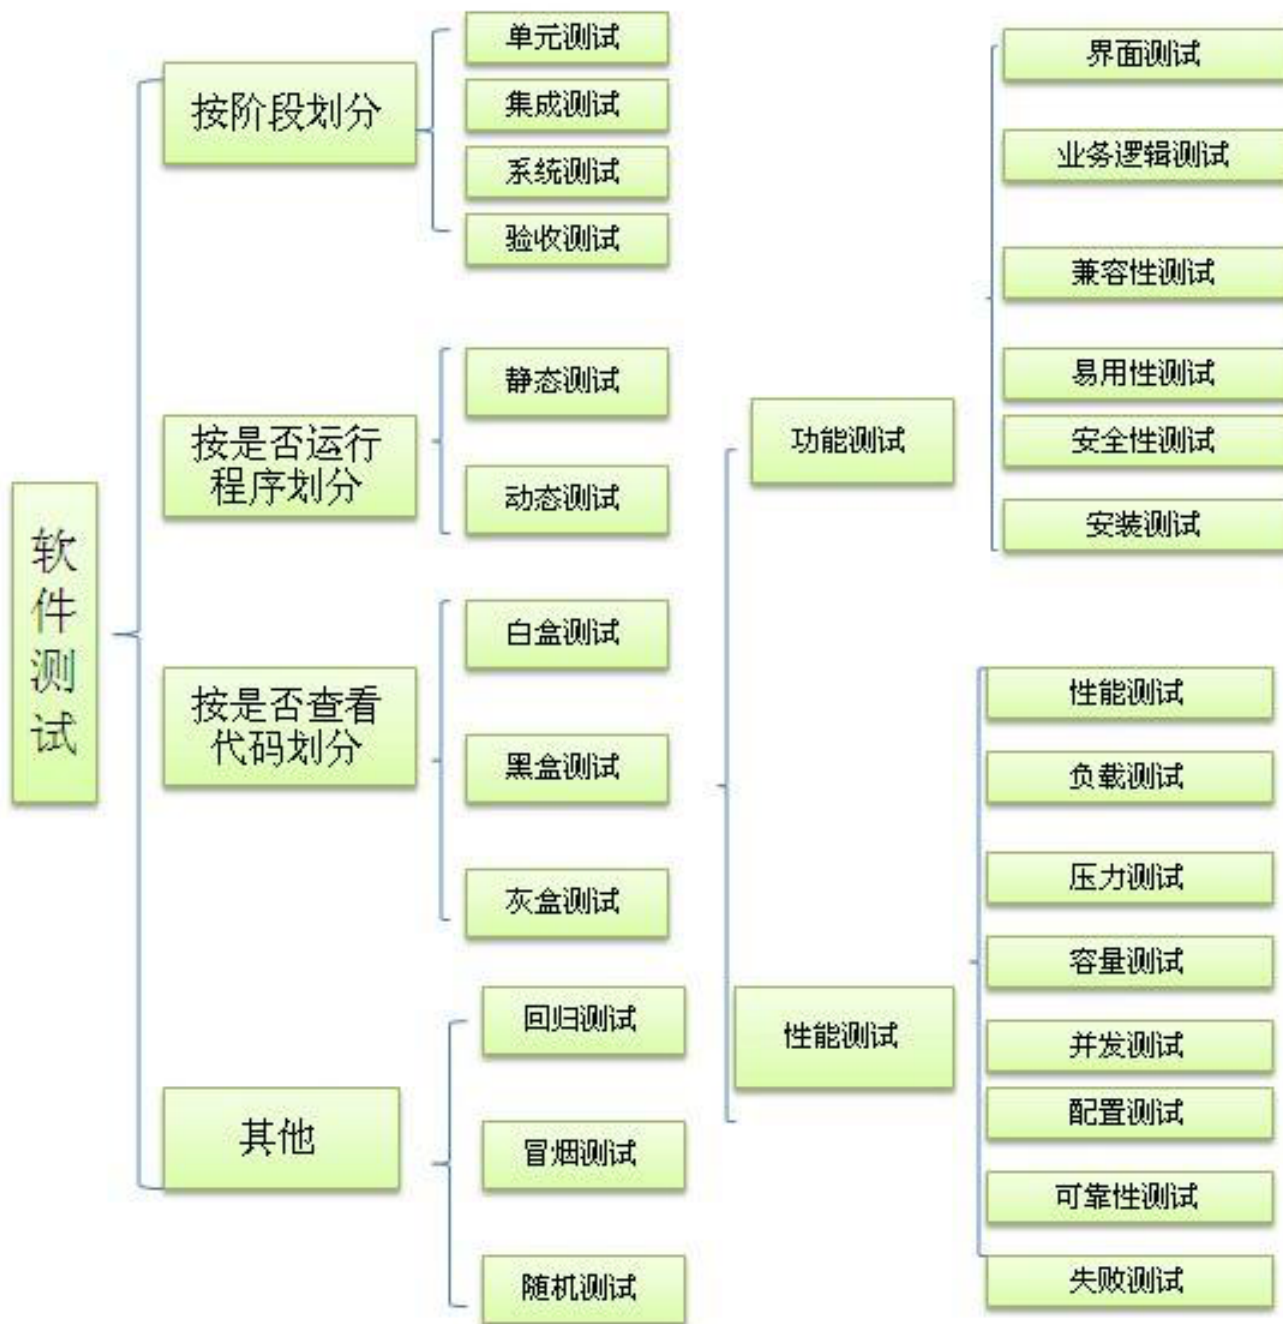 软
件
测
试
按阶段划分
单元测试
集成测试
系统测试
验收测试
按是否运行
程序划分
静态测试
动态测试
按是否查看
代码划分
白盒测试
黑盒测试
灰盒测试
其他
回归测试
冒烟测试
随机测试
功能测试
界面测试
业务逻辑测试
兼容性测试
易用性测试
安全性测试
安装测试
性能测试
性能测试
负载测试
压力测试
容量测试
并发测试
配置测试
可靠性测试
失败测试